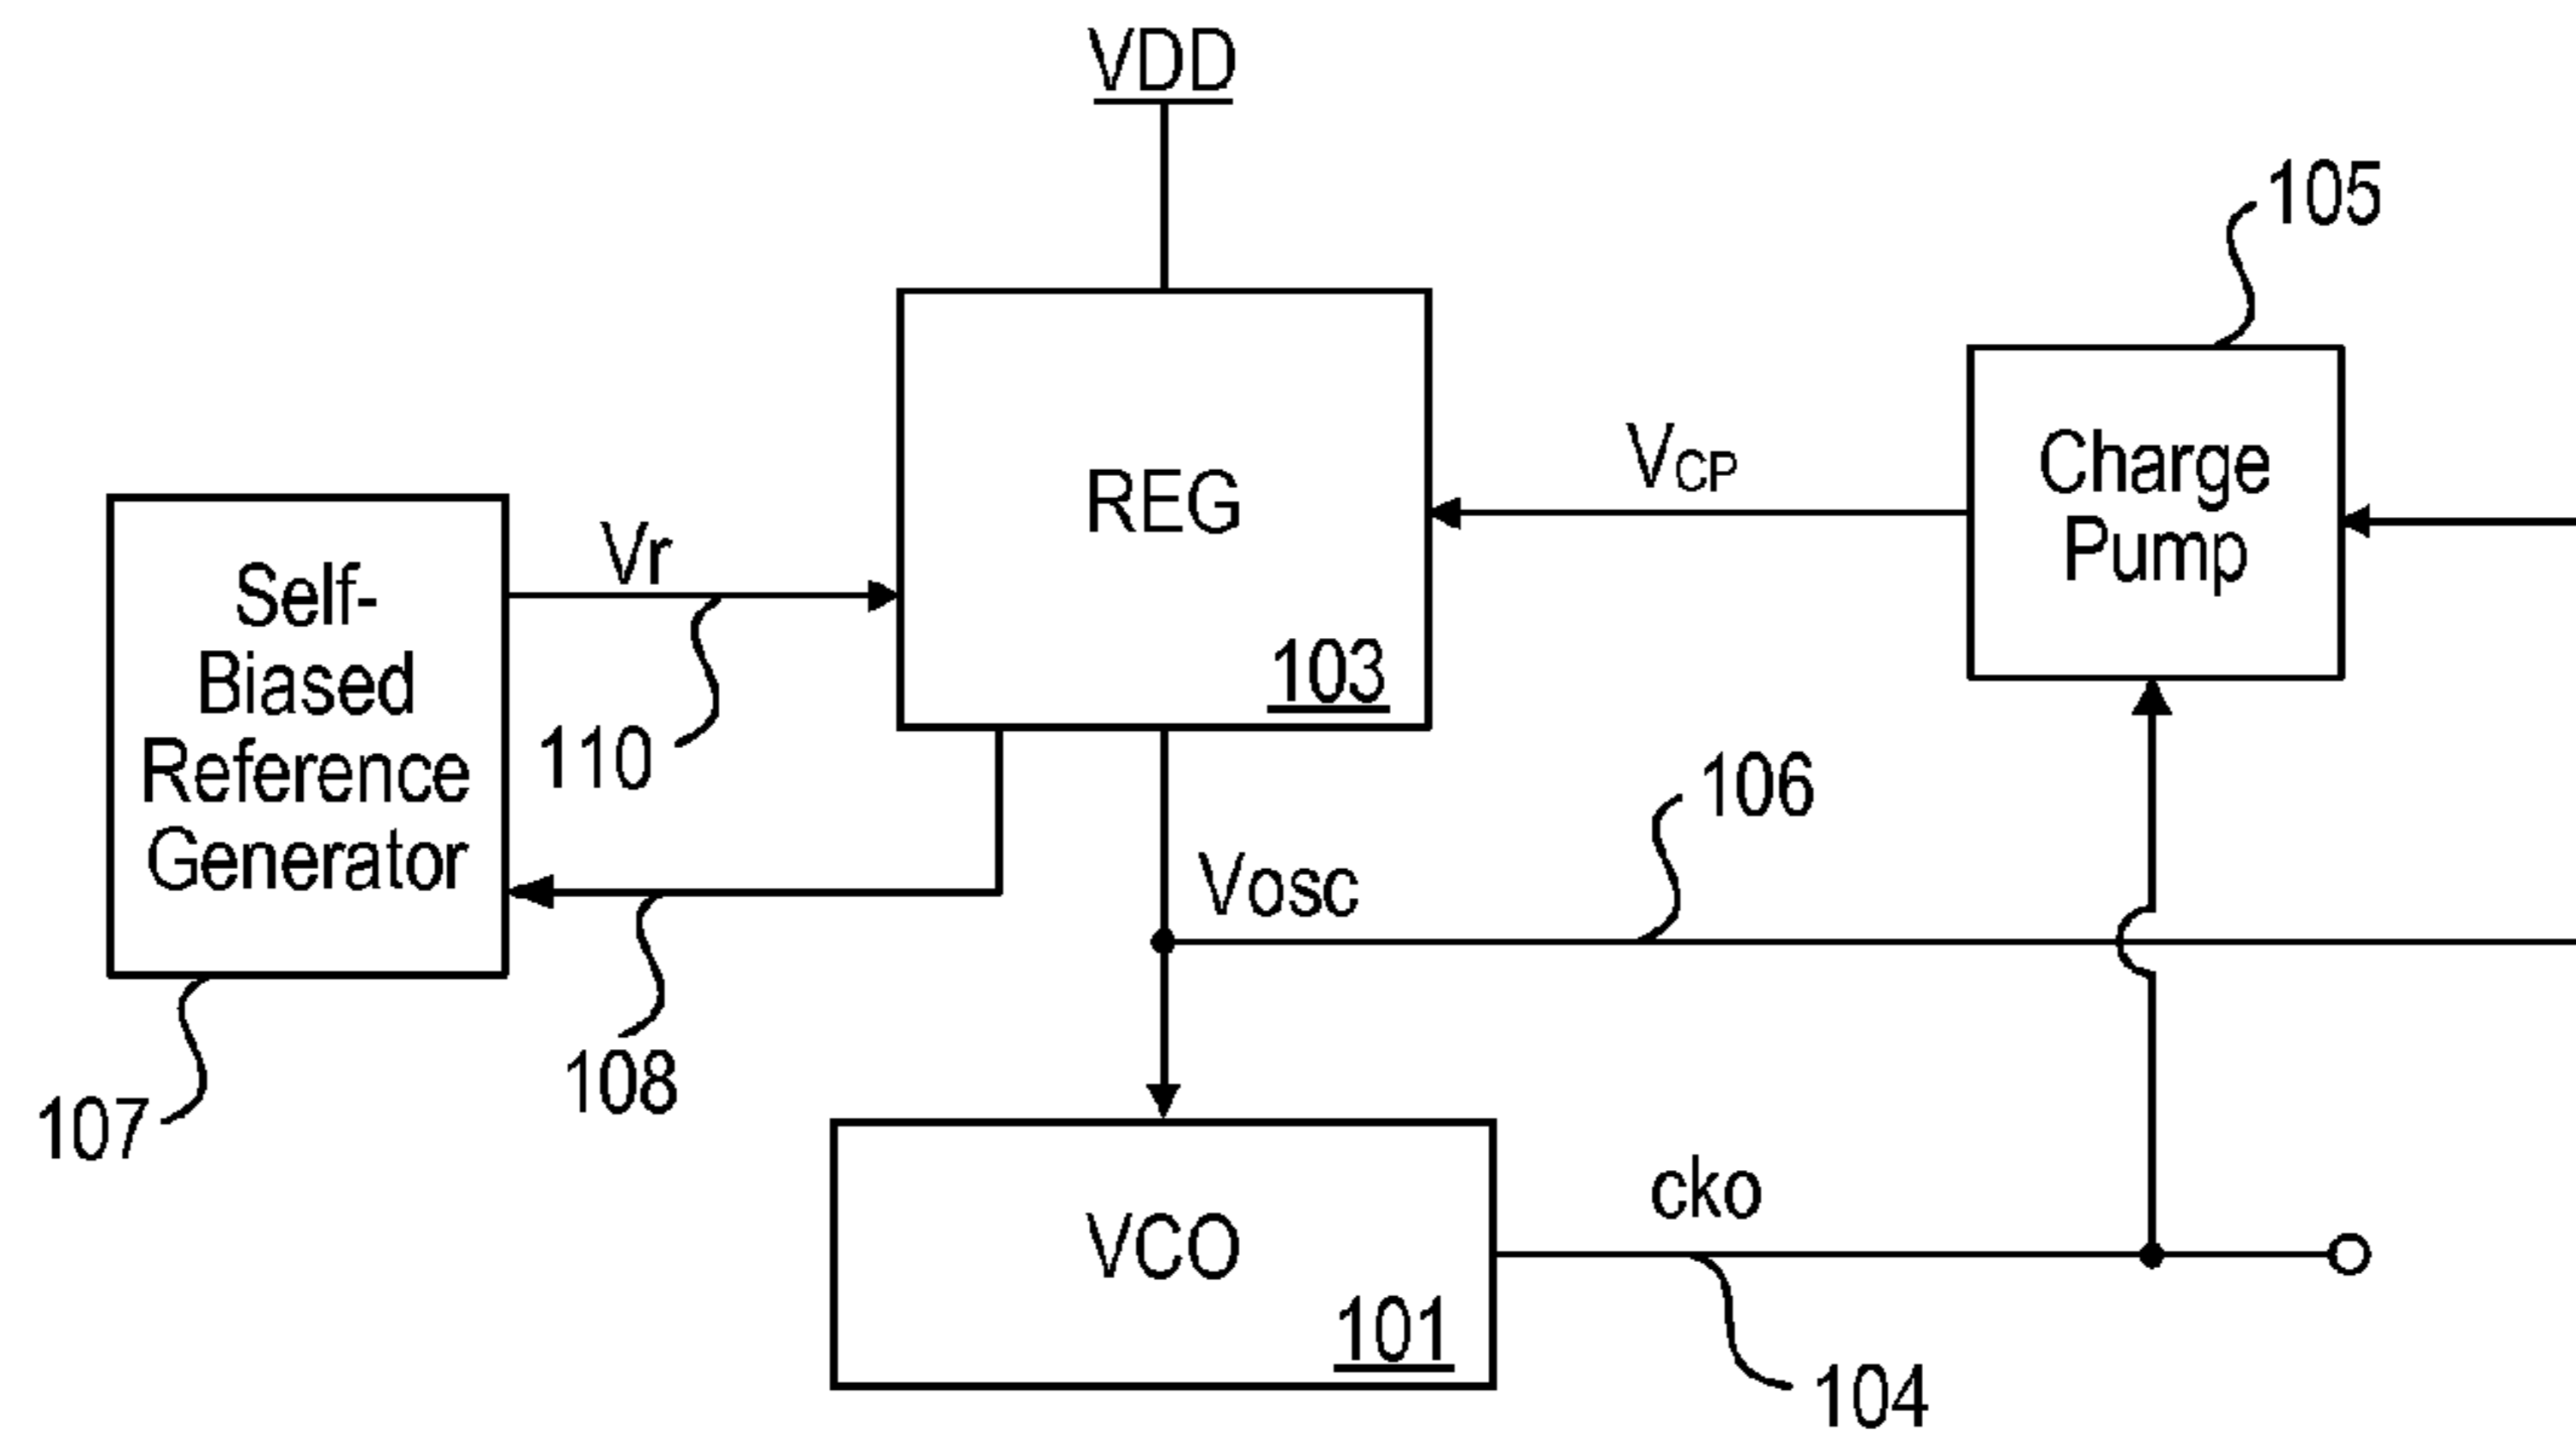 VDD
105
REG
103
V_CP
Charge
Pump
Vr
110
Self-
Biased
Reference
Generator
106
Vosc
108
107
VCO
101
cko
104